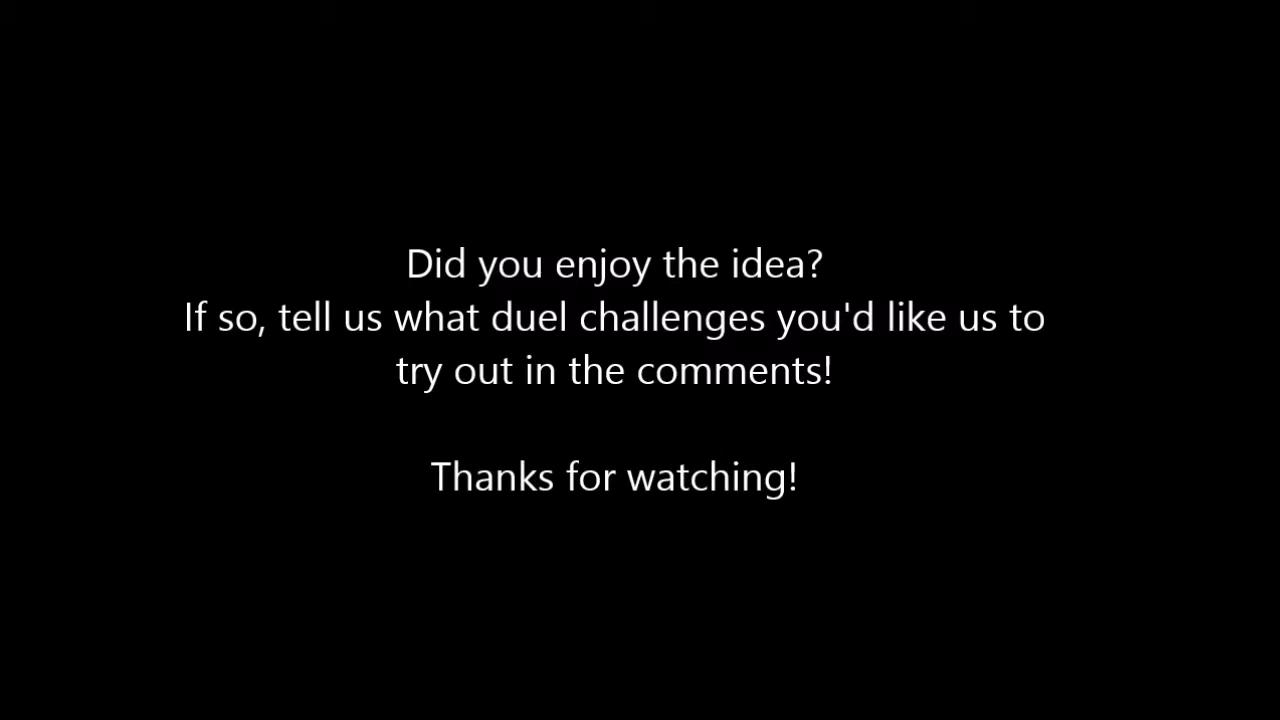 Did you enjoy the idea?
If so, tell us what duel challenges you'd like us to
try out in the comments!
Thanks for watching!